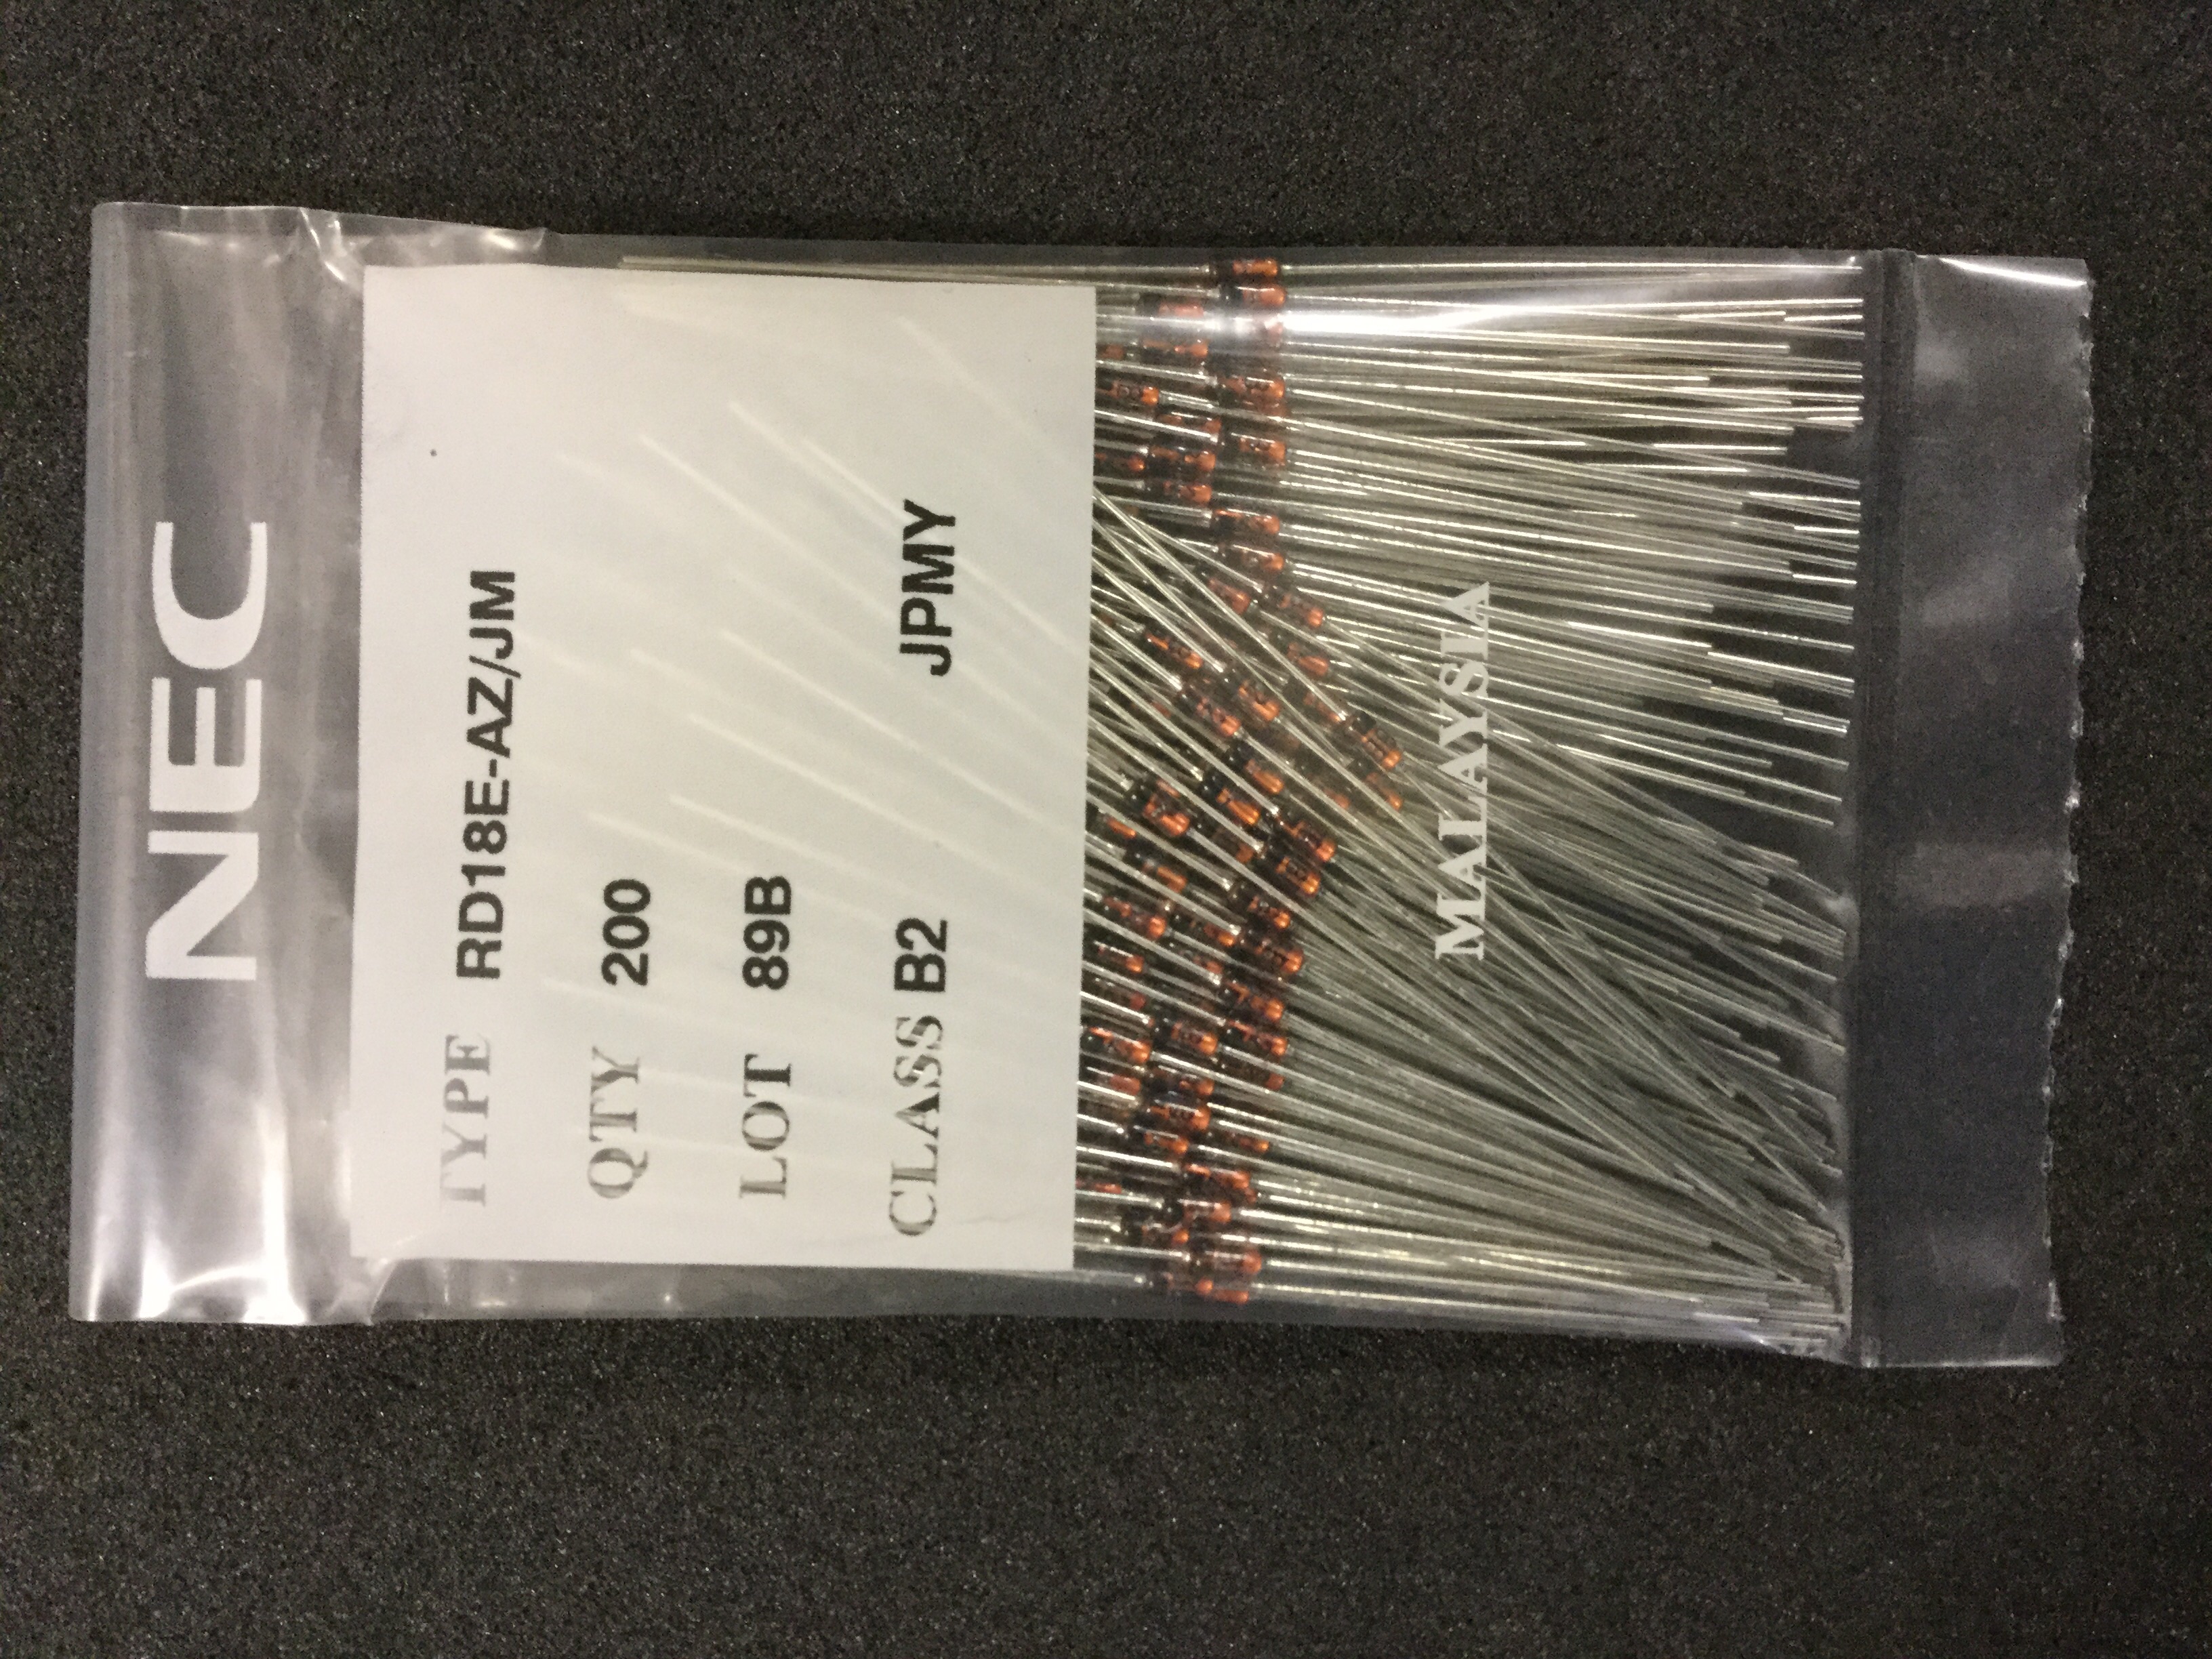 NEC
TYPE RD18E-AZ/JM
QTY 200
LOT 89B
CLASS B2 JPMY
MALAYSIA